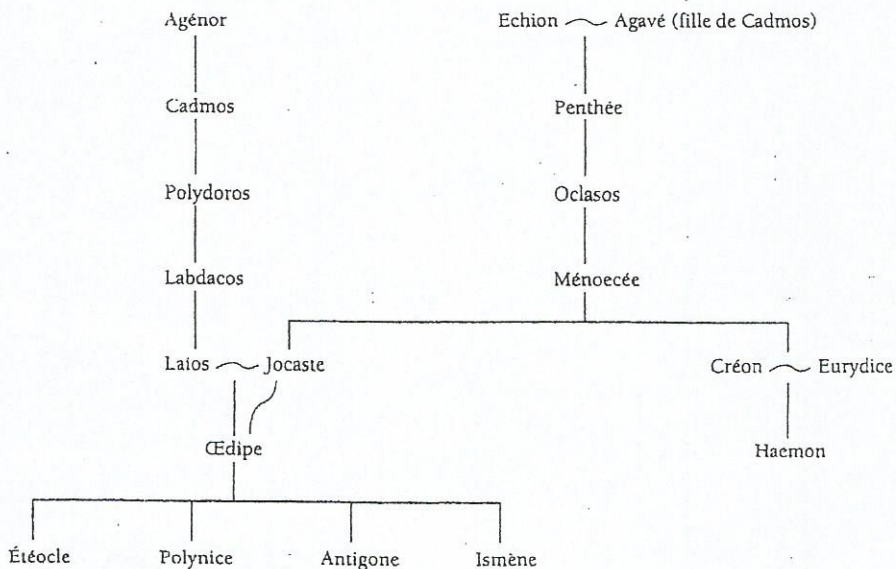 Agénor Echion Agavé (fille de Cadmos)
Cadmos Penthée
Polydoros Oclasos
Labdacos Ménoecée
Laïos Jocaste Créon Eurydice
Œdipe Haemon
Étéocle Polynice Antigone Ismène